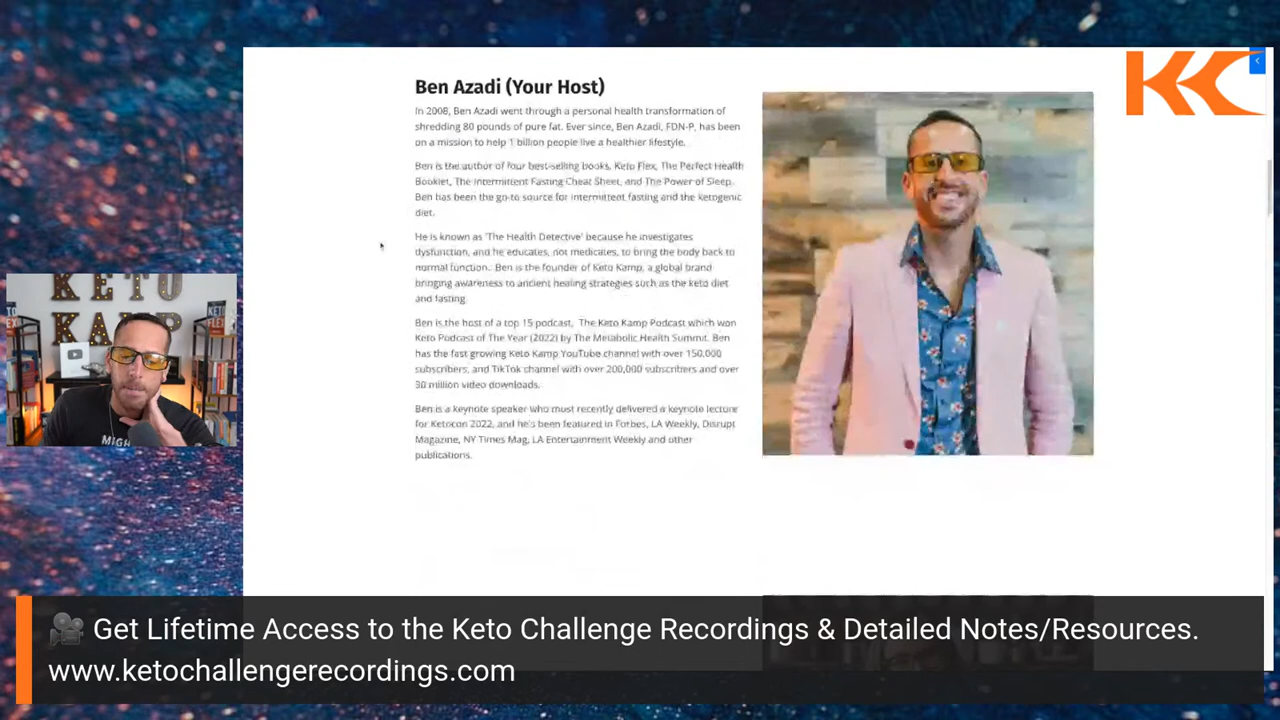 KC
Ben Azadi (Your Host)
In 2008, Ben Azadi went through a personal health transformation of
shredding 80 pounds of pure fat. Ever since, Ben Azadi, FDN-P, has been
on a mission to help 1 billion people live a healthier lifestyle.
Ben is the author of four best-selling books, Keto Flex, The Perfect Health
Booklet, The Intermittent Fasting Cheat Sheet, and The Power of Sleep.
Ben has been the go-to source for intermittent fasting and the ketogenic
diet.
He is known as 'The Health Detective' because he investigates
dysfunction, and he educates, not medicates, to bring the body back to
normal function. Ben is the founder of Keto Kamp, a global brand
bringing awareness to ancient healing strategies such as the keto diet
and fasting.
Ben is the host of a top 15 podcast, The Keto Kamp Podcast which won
Keto Podcast of The Year (2022) by The Metabolic Health Summit. Ben
has the fast growing Keto Kamp YouTube channel with over 150,000
subscribers, and TikTok channel with over 200,000 subscribers and over
30 million video downloads.
Ben is a keynote speaker who most recently delivered a keynote lecture
for Ketocon 2022, and he's been featured in Forbes, LA Weekly, Disrupt
Magazine, NY Times Mag, LA Entertainment Weekly and other
publications.
KETO
KAMP
MIGH
Get Lifetime Access to the Keto Challenge Recordings & Detailed Notes/Resources.
www.ketochallengerecordings.com